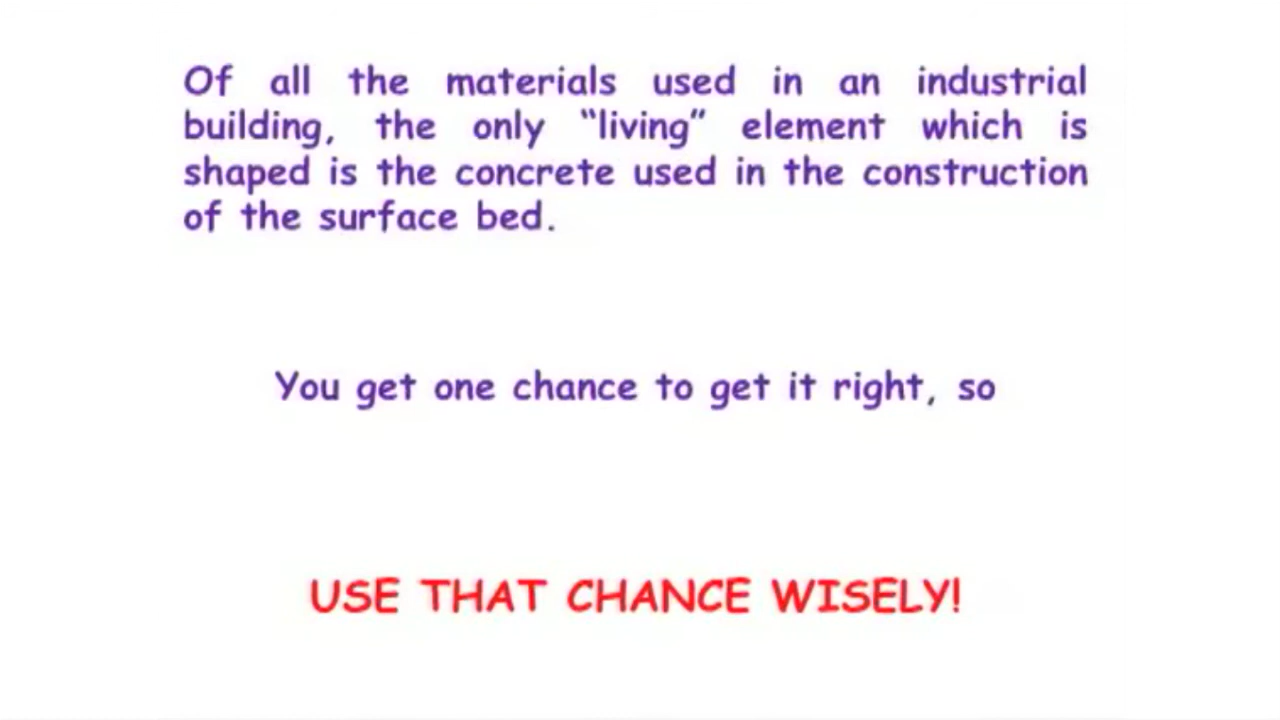 Of all the materials used in an industrial
building, the only “living” element which is
shaped is the concrete used in the construction
of the surface bed.
You get one chance to get it right, so
USE THAT CHANCE WISELY!